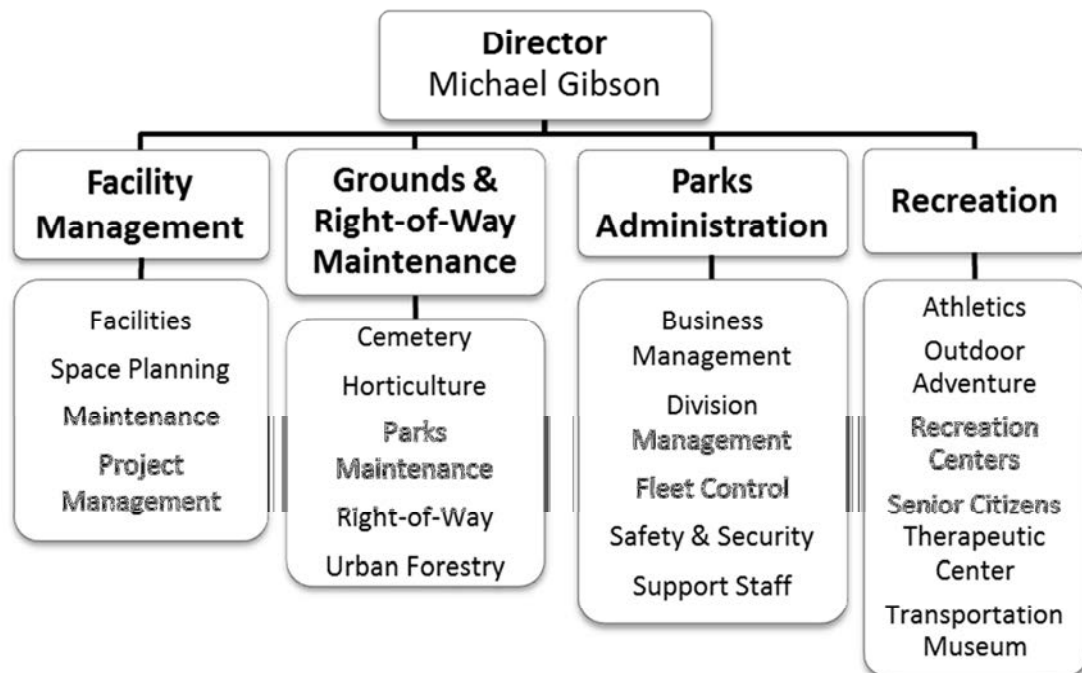 Director
Michael Gibson
Facility
Management
Facilities
Space Planning
Maintenance
Project
Management
Grounds &
Right-of-Way
Maintenance
Cemetery
Horticulture
Parks
Maintenance
Right-of-Way
Urban Forestry
Parks
Administration
Business
Management
Division
Management
Fleet Control
Safety & Security
Support Staff
Recreation
Athletics
Outdoor
Adventure
Recreation
Centers
Senior Citizens
Therapeutic
Center
Transportation
Museum